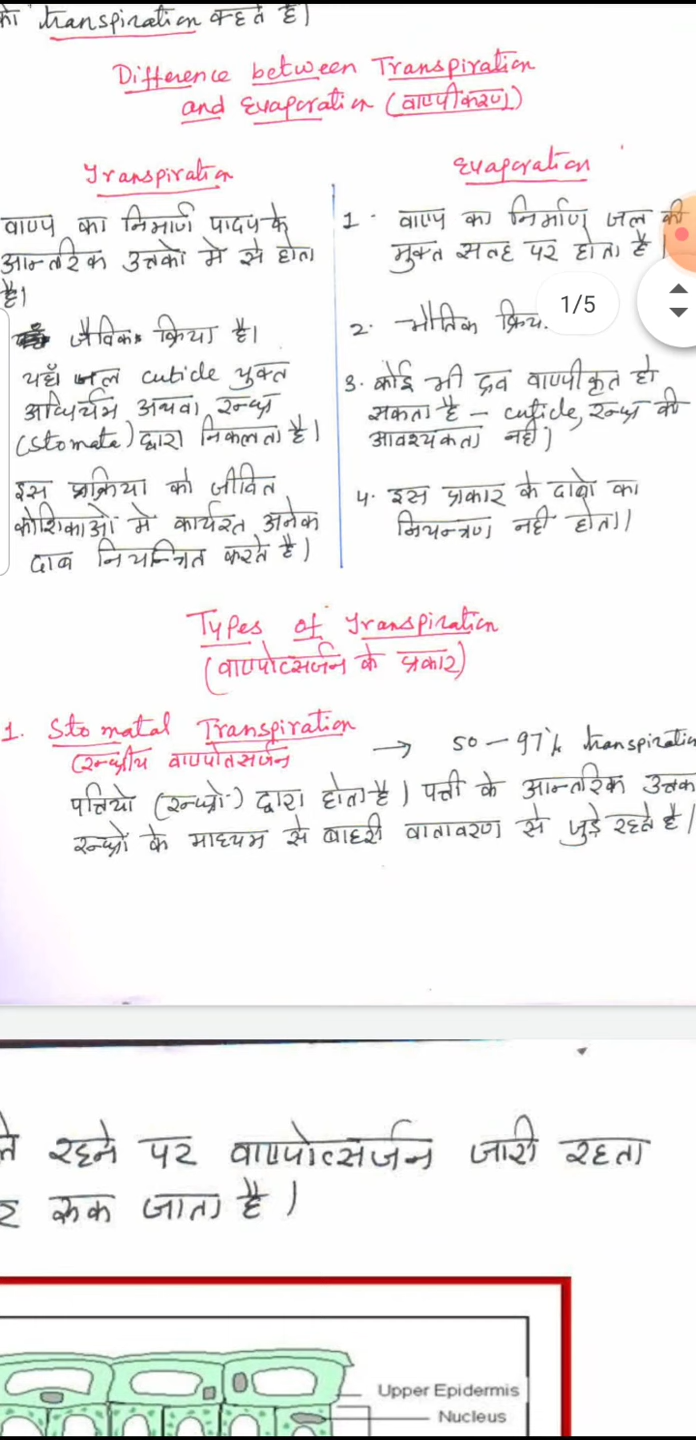 को transpiration कहते है।
Difference between Transpiration
and Evaporation (वाष्पीकरण)
Transpiration
वाष्प का निर्माण पादप के
आन्तरिक उत्तको मे से होता
है।
जैविक क्रिया है।
यहाँ जल cuticle युक्त
अधिचर्म अथवा रन्ध्रो
(stomate) द्वारा निकलता है।
इस प्रक्रिया को जीवित
कोशिकाओं मे कार्यरत अनेक
दाब नियन्त्रित करते है।
Evaporation
1. वाष्प का निर्माण जल की
मुक्त सतह पर होता है।
1/5
2. भौतिक क्रिय
3. कोई भी द्रव वाष्पीकृत हो
सकता है – cuticle, रन्ध्र की
आवश्यकता नही।
4. इस प्रकार के दाबो का
नियन्त्रण नही होता।
Types of Transpiration
(वाष्पोत्सर्जन के प्रकार)
1. Stomatal Transpiration
(रन्ध्रीय वाष्पोत्सर्जन → 50 – 97% transpiration
पत्तियो (रन्ध्रो) द्वारा होता है। पत्ती के आन्तरिक उत्तक
रन्ध्रों के माध्यम से बाहरी वातावरण से जुड़े रहते है।
रहने पर वाष्पोत्सर्जन जारी रहता
रूक जाता है।
Upper Epidermis
Nucleus